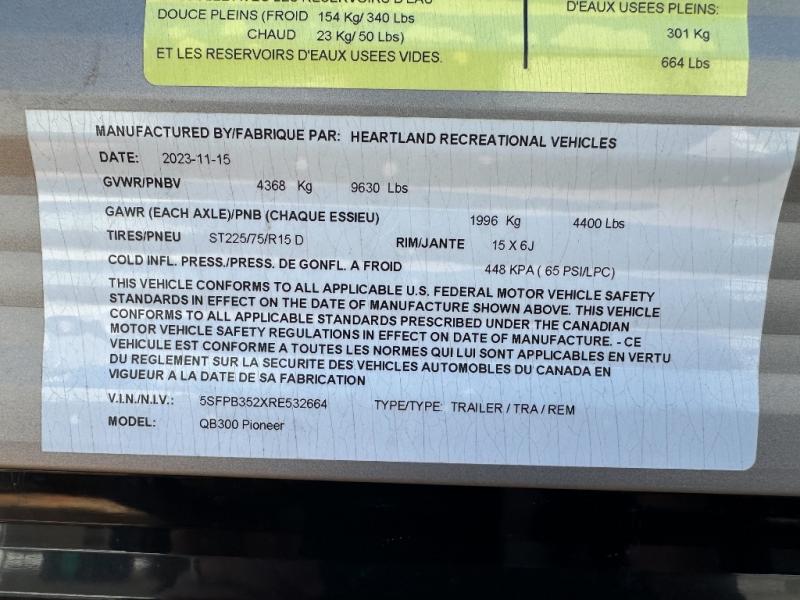 DOUCE PLEINS (FROID 154 Kg/ 340 Lbs
CHAUD 23 Kg/ 50 Lbs)
ET LES RESERVOIRS D'EAU USEES VIDES.
D'EAUX USEES PLEINS:
301 Kg
664 Lbs
MANUFACTURED BY/FABRIQUE PAR: HEARTLAND RECREATIONAL VEHICLES
DATE: 2023-11-15
GVWR/PNBV 4368 Kg 9630 Lbs
GAWR (EACH AXLE)/PNB (CHAQUE ESSIEU) 1996 Kg 4400 Lbs
TIRES/PNEU ST225/75/R15 D RIM/JANTE 15 X 6J
COLD INFL. PRESS./PRESS. DE GONFL. A FROID 448 KPA ( 65 PSI/LPC)
THIS VEHICLE CONFORMS TO ALL APPLICABLE U.S. FEDERAL MOTOR VEHICLE SAFETY
STANDARDS IN EFFECT ON THE DATE OF MANUFACTURE SHOWN ABOVE. THIS VEHICLE
CONFORMS TO ALL APPLICABLE STANDARDS PRESCRIBED UNDER THE CANADIAN
MOTOR VEHICLE SAFETY REGULATIONS IN EFFECT ON DATE OF MANUFACTURE. - CE
VEHICULE EST CONFORME A TOUTES LES NORMES QUI LUI SONT APPLICABLES EN VERTU
DU REGLEMENT SUR LA SECURITE DES VEHICLES AUTOMOBILES DU CANADA EN
VIGUEUR A LA DATE DE SA FABRICATION
V.I.N./N.I.V.: 5SFPB352XRE532664 TYPE/TYPE: TRAILER / TRA / REM
MODEL: QB300 Pioneer